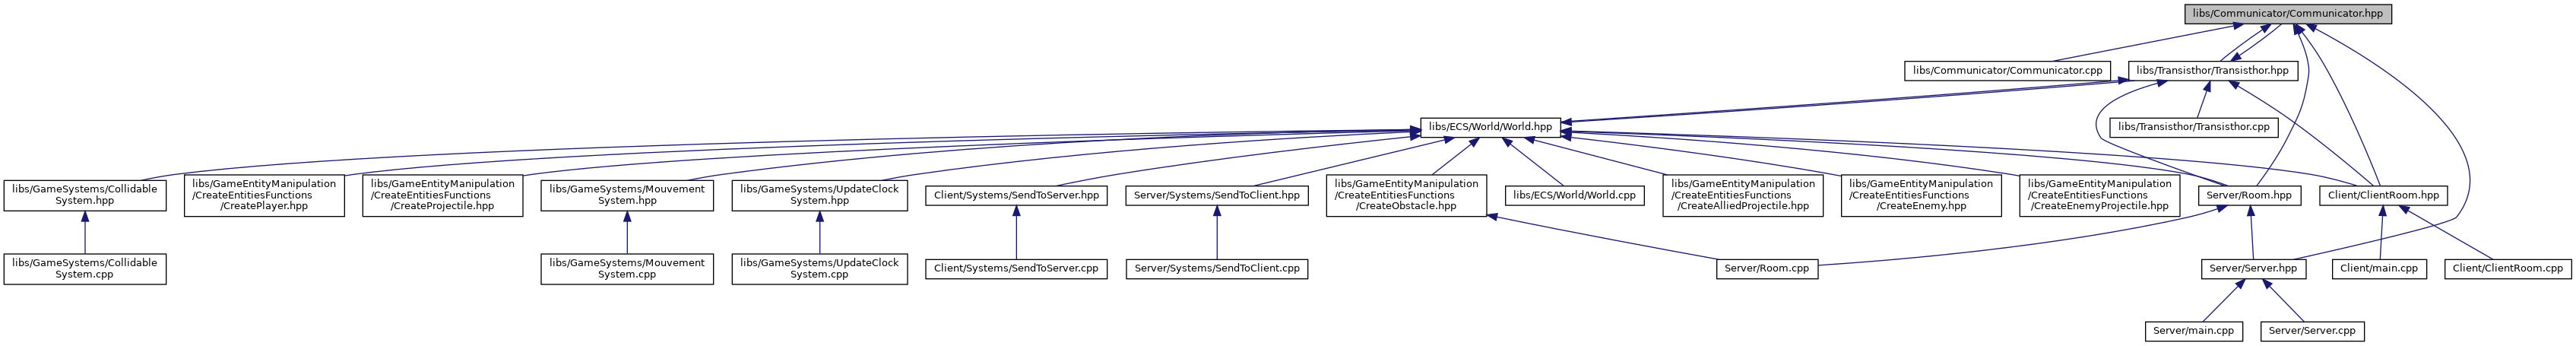 libs/Communicator/Communicator.hpp
libs/Communicator/Communicator.cpp
libs/Transisthor/Transisthor.hpp
libs/ECS/World/World.hpp
libs/Transisthor/Transisthor.cpp
libs/GameSystems/Collidable
System.hpp
libs/GameEntityManipulation
/CreateEntitiesFunctions
/CreatePlayer.hpp
libs/GameEntityManipulation
/CreateEntitiesFunctions
/CreateProjectile.hpp
libs/GameSystems/Mouvement
System.hpp
libs/GameSystems/UpdateClock
System.hpp
Client/Systems/SendToServer.hpp
Server/Systems/SendToClient.hpp
libs/GameEntityManipulation
/CreateEntitiesFunctions
/CreateObstacle.hpp
libs/ECS/World/World.cpp
libs/GameEntityManipulation
/CreateEntitiesFunctions
/CreateAlliedProjectile.hpp
libs/GameEntityManipulation
/CreateEntitiesFunctions
/CreateEnemy.hpp
libs/GameEntityManipulation
/CreateEntitiesFunctions
/CreateEnemyProjectile.hpp
Server/Room.hpp
Client/ClientRoom.hpp
libs/GameSystems/Collidable
System.cpp
libs/GameSystems/Mouvement
System.cpp
libs/GameSystems/UpdateClock
System.cpp
Client/Systems/SendToServer.cpp
Server/Systems/SendToClient.cpp
Server/Room.cpp
Server/Server.hpp
Client/main.cpp
Client/ClientRoom.cpp
Server/main.cpp
Server/Server.cpp